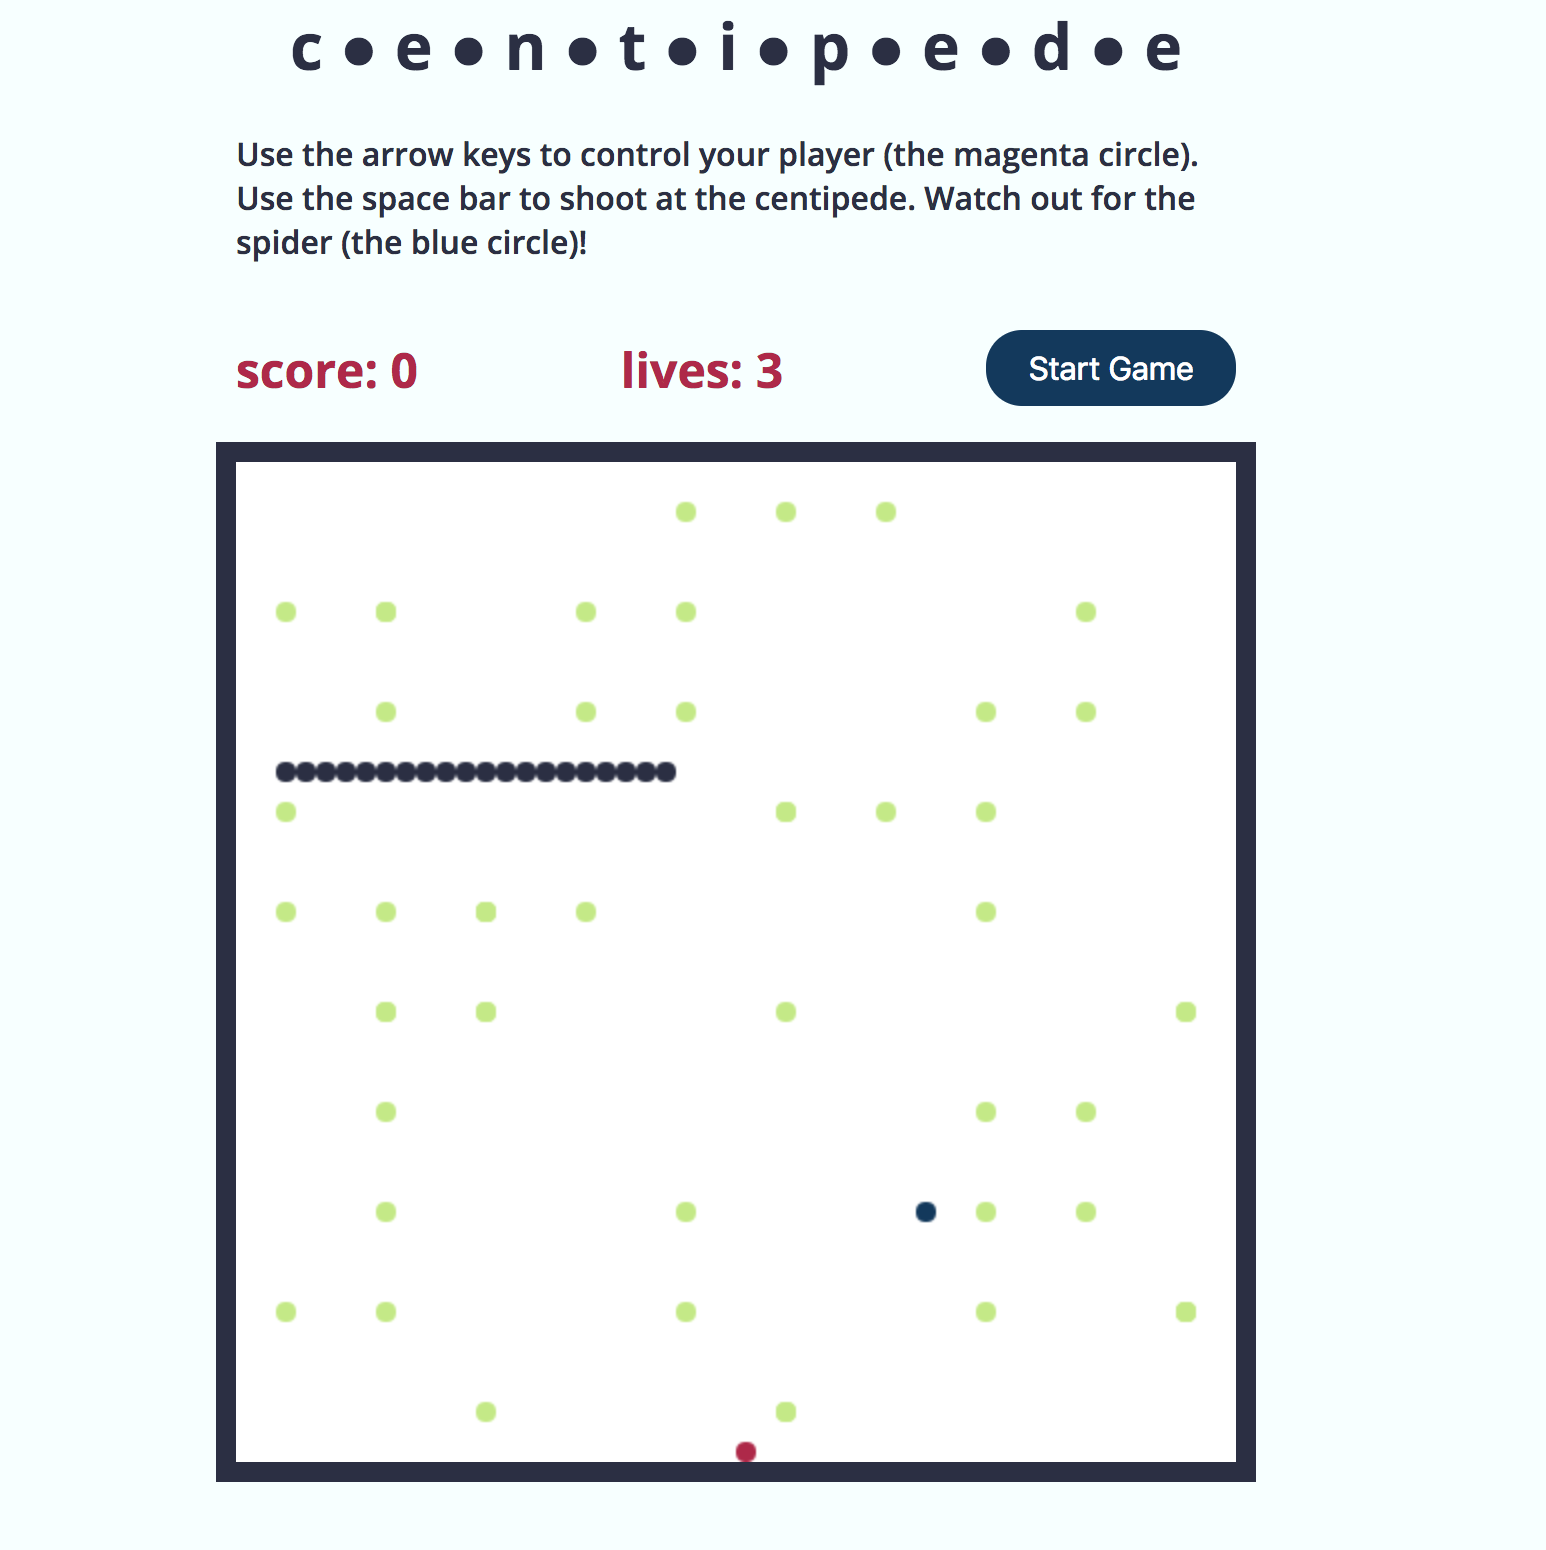 c●e●n●t●i●p●e●d●e
Use the arrow keys to control your player (the magenta circle).
Use the space bar to shoot at the centipede. Watch out for the
spider (the blue circle)!
score: 0 lives: 3 Start Game